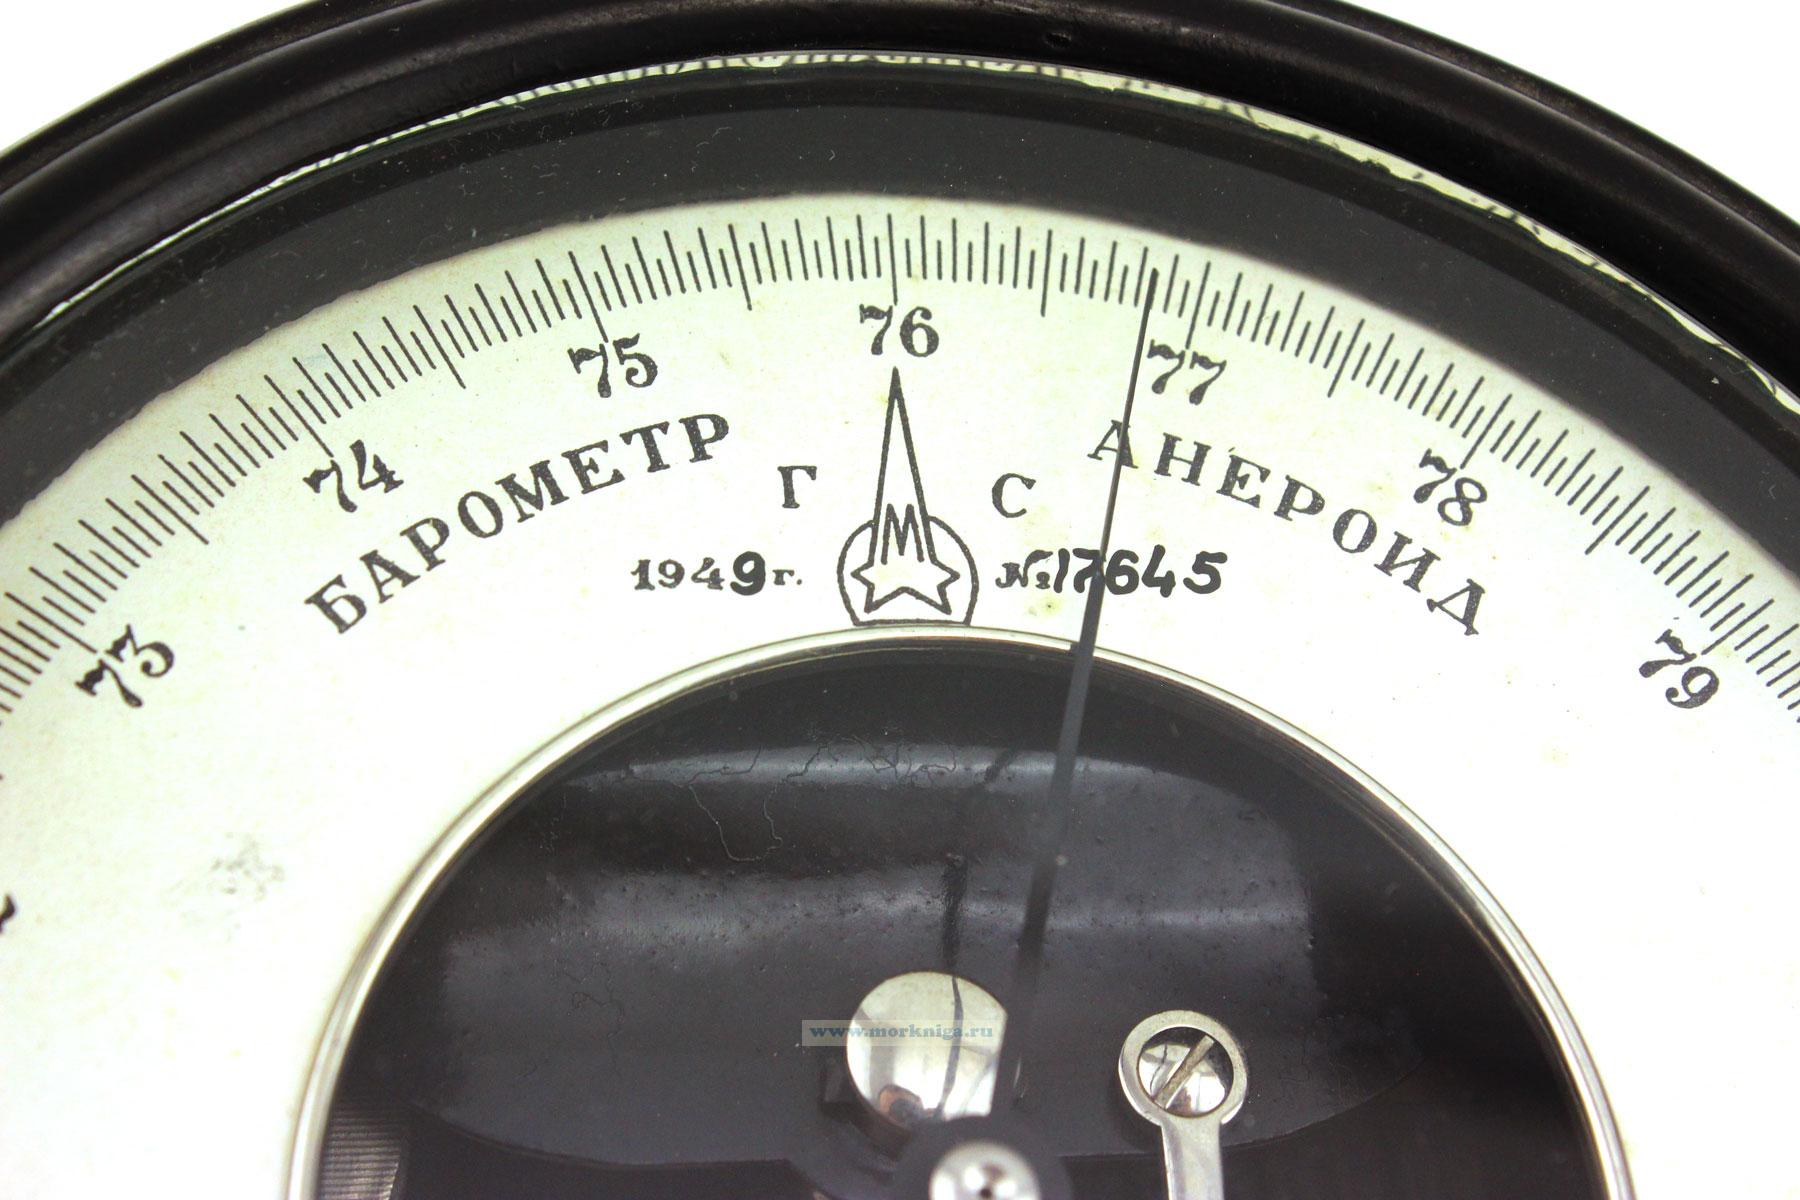 73 74 75 76 77 78 79
БАРОМЕТР АНЕРОИД
Г М С
1949г. №17645
www.morkniga.ru